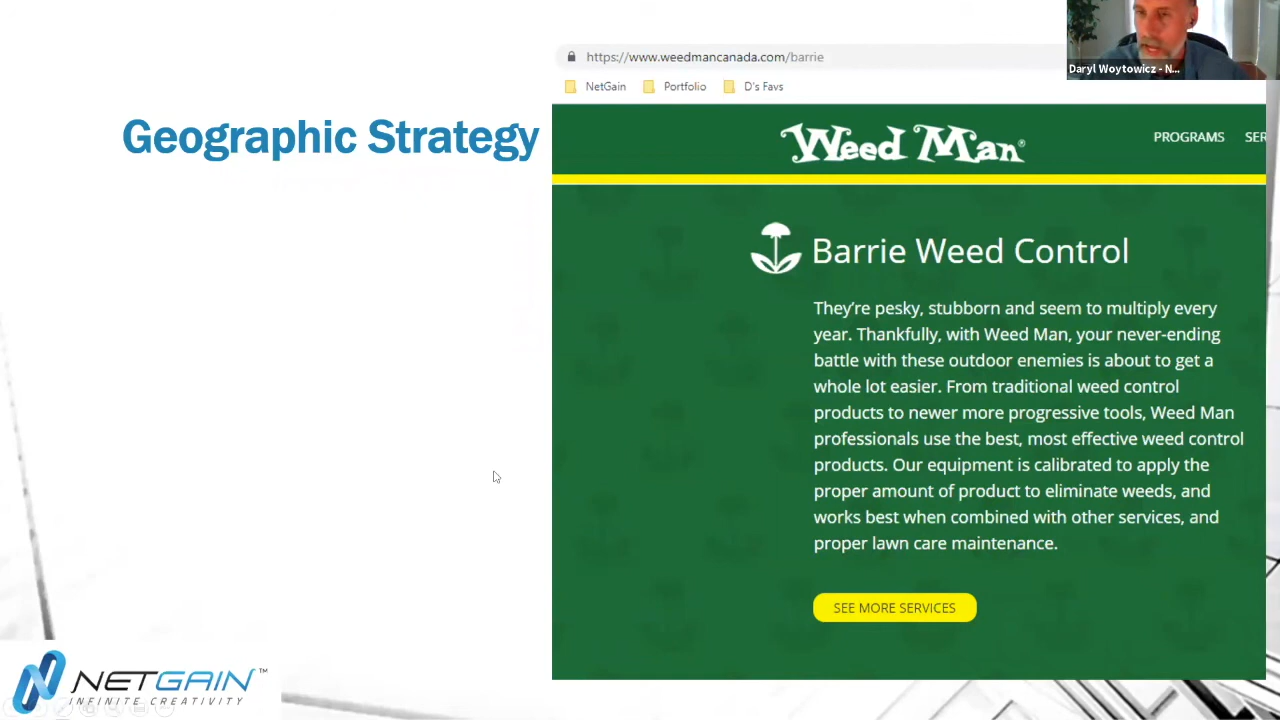 https://www.weedmancanada.com/barrie
Daryl Woytowicz - N...
NetGain Portfolio D's Favs
Geographic Strategy
Weed Man®
PROGRAMS SER
Barrie Weed Control
They’re pesky, stubborn and seem to multiply every
year. Thankfully, with Weed Man, your never-ending
battle with these outdoor enemies is about to get a
whole lot easier. From traditional weed control
products to newer more progressive tools, Weed Man
professionals use the best, most effective weed control
products. Our equipment is calibrated to apply the
proper amount of product to eliminate weeds, and
works best when combined with other services, and
proper lawn care maintenance.
SEE MORE SERVICES
NETGAIN™
INFINITE CREATIVITY